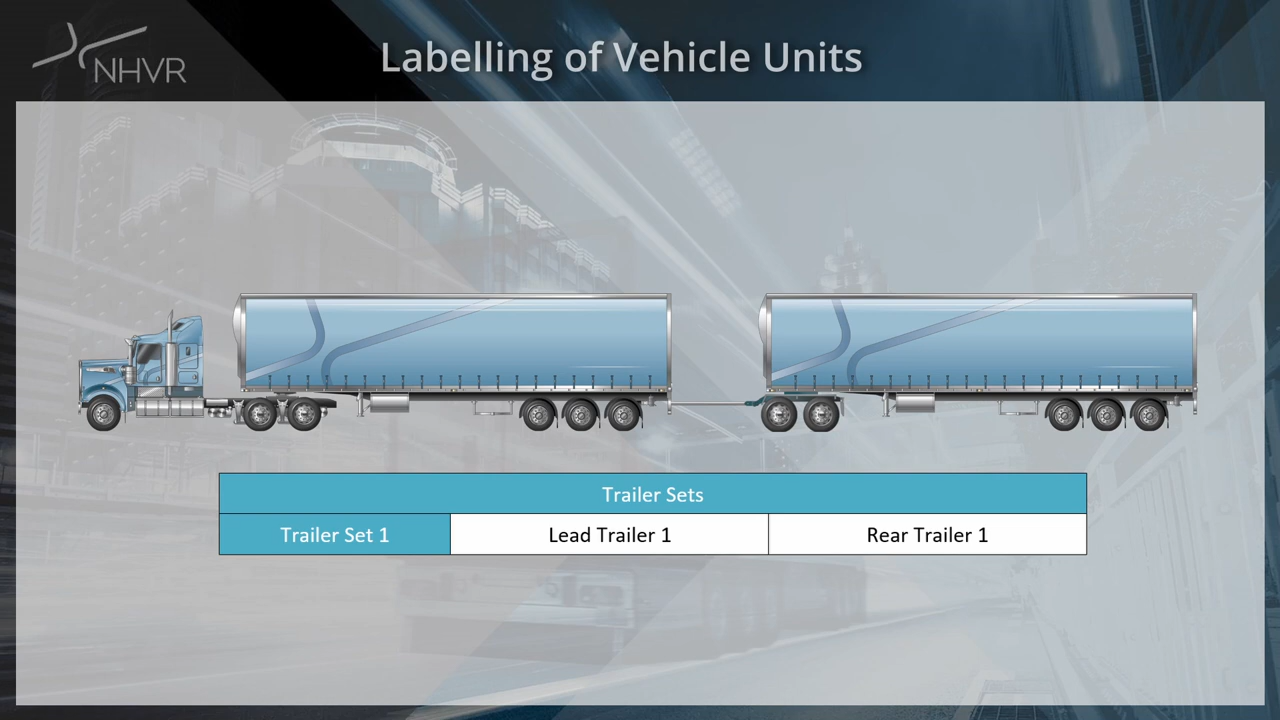 NHVR
Labelling of Vehicle Units
Trailer Sets
Trailer Set 1
Lead Trailer 1
Rear Trailer 1